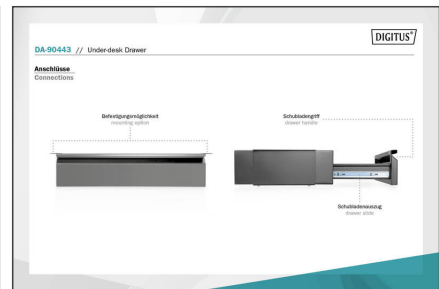 DIGITUS®
DA-90443 // Under-desk Drawer
Anschlüsse
Connections
Befestigungsmöglichkeit
mounting option
Schubladengriff
drawer handle
Schubladenauszug
drawer slide